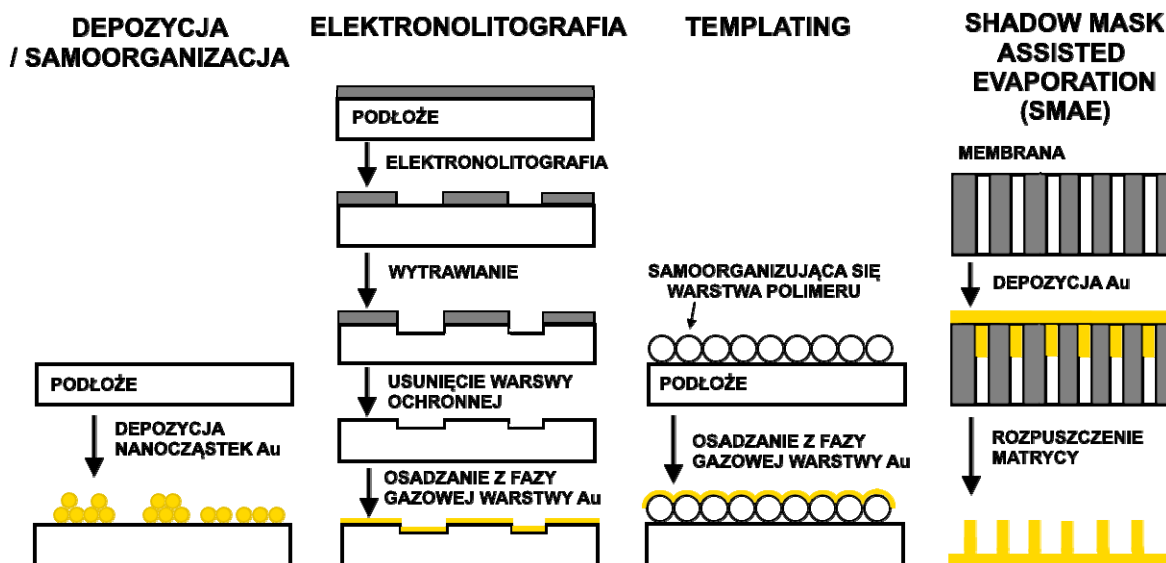 DEPOZYCJA
/ SAMOORGANIZACJA
PODŁOŻE
DEPOZYCJA
NANOCZĄSTEK Au
ELEKTRONOLITOGRAFIA
PODŁOŻE
ELEKTRONOLITOGRAFIA
WYTRAWIANIE
USUNIĘCIE WARSWY
OCHRONNEJ
OSADZANIE Z FAZY
GAZOWEJ WARSTWY Au
TEMPLATING
SAMOORGANIZUJĄCA SIĘ
WARSTWA POLIMERU
PODŁOŻE
OSADZANIE Z FAZY
GAZOWEJ WARSTWY Au
SHADOW MASK
ASSISTED
EVAPORATION
(SMAE)
MEMBRANA
DEPOZYCJA Au
ROZPUSZCZENIE
MATRYCY